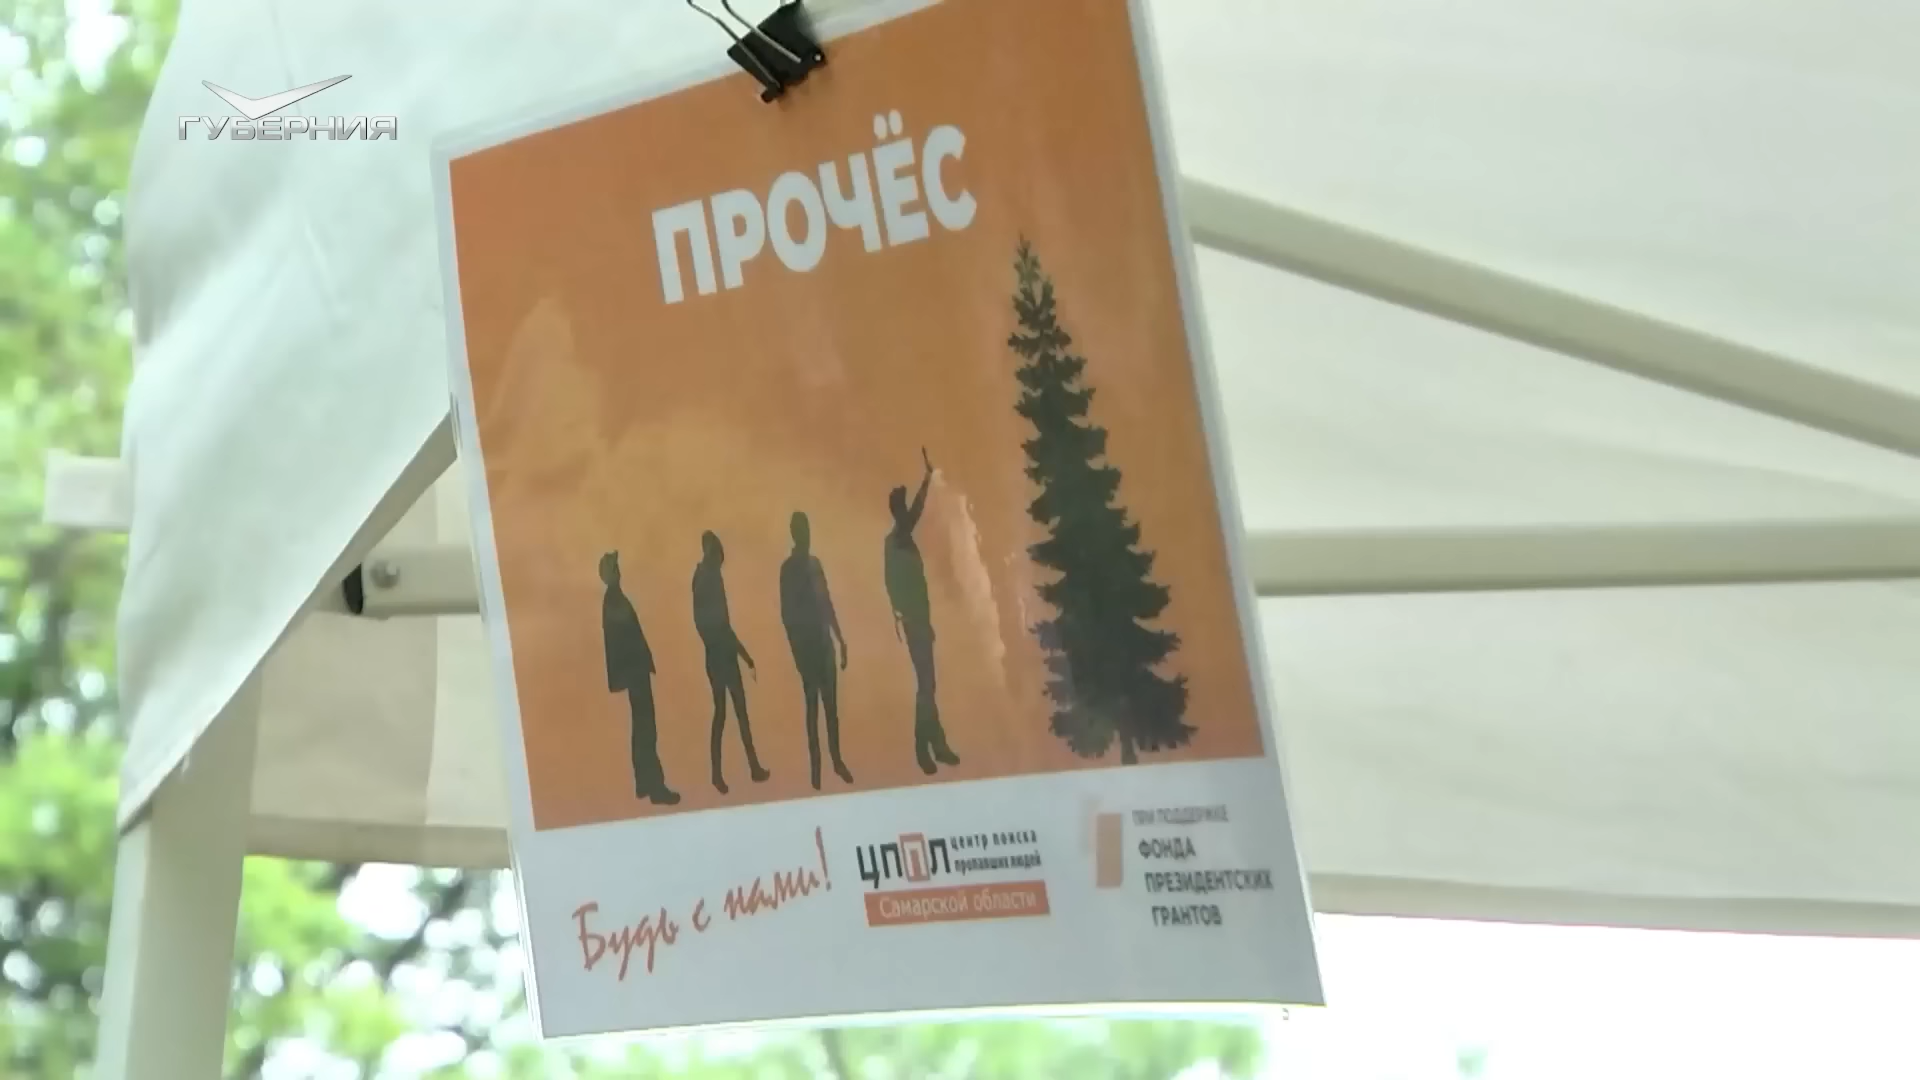 ГУБЕРНИЯ
ПРОЧЁС
Будь с нами!
ЦППЛ
центр поиска
пропавших людей
Самарской области
ПРИ ПОДДЕРЖКЕ
ФОНДА
ПРЕЗИДЕНТСКИХ
ГРАНТОВ